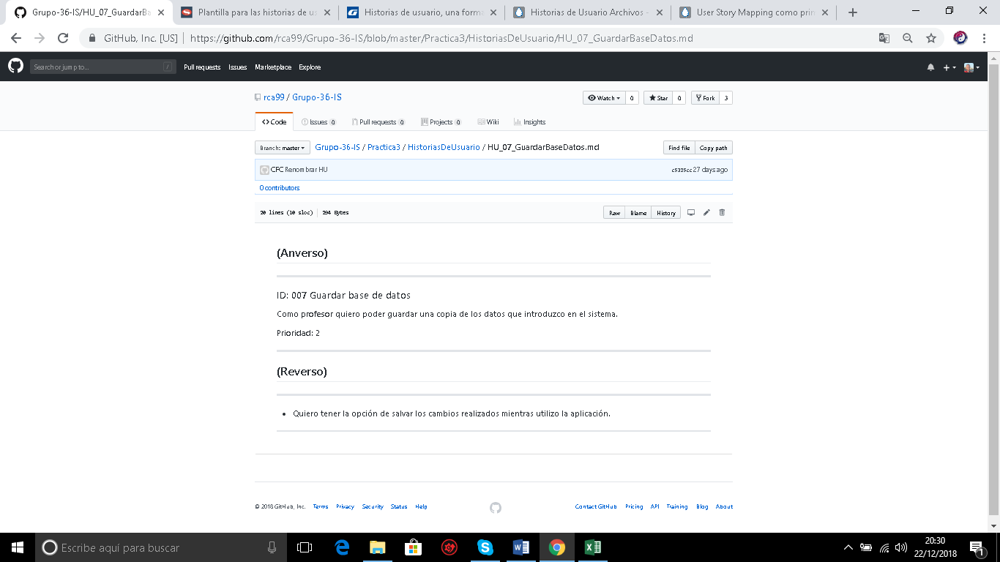 Grupo-36-IS/HU_07_GuardarBa
Plantilla para las historias de us
Historias de usuario, una forma
Historias de Usuario Archivos -
User Story Mapping como prin
GitHub, Inc. [US] | https://github.com/rca99/Grupo-36-IS/blob/master/Practica3/HistoriasDeUsuario/HU_07_GuardarBaseDatos.md
Search or jump to... / Pull requests Issues Marketplace Explore
rca99 / Grupo-36-IS Watch 0 Star 0 Fork 3
Code Issues 0 Pull requests 0 Projects 0 Wiki Insights
Branch: master Grupo-36-IS / Practica3 / HistoriasDeUsuario / HU_07_GuardarBaseDatos.md Find file Copy path
CFC Renombrar HU c5325cc 27 days ago
0 contributors
20 lines (10 sloc) 294 Bytes Raw Blame History
(Anverso)
ID: 007 Guardar base de datos
Como profesor quiero poder guardar una copia de los datos que introduzco en el sistema.
Prioridad: 2
(Reverso)
• Quiero tener la opción de salvar los cambios realizados mientras utilizo la aplicación.
© 2018 GitHub, Inc. Terms Privacy Security Status Help Contact GitHub Pricing API Training Blog About
Escribe aquí para buscar
20:30
22/12/2018
1